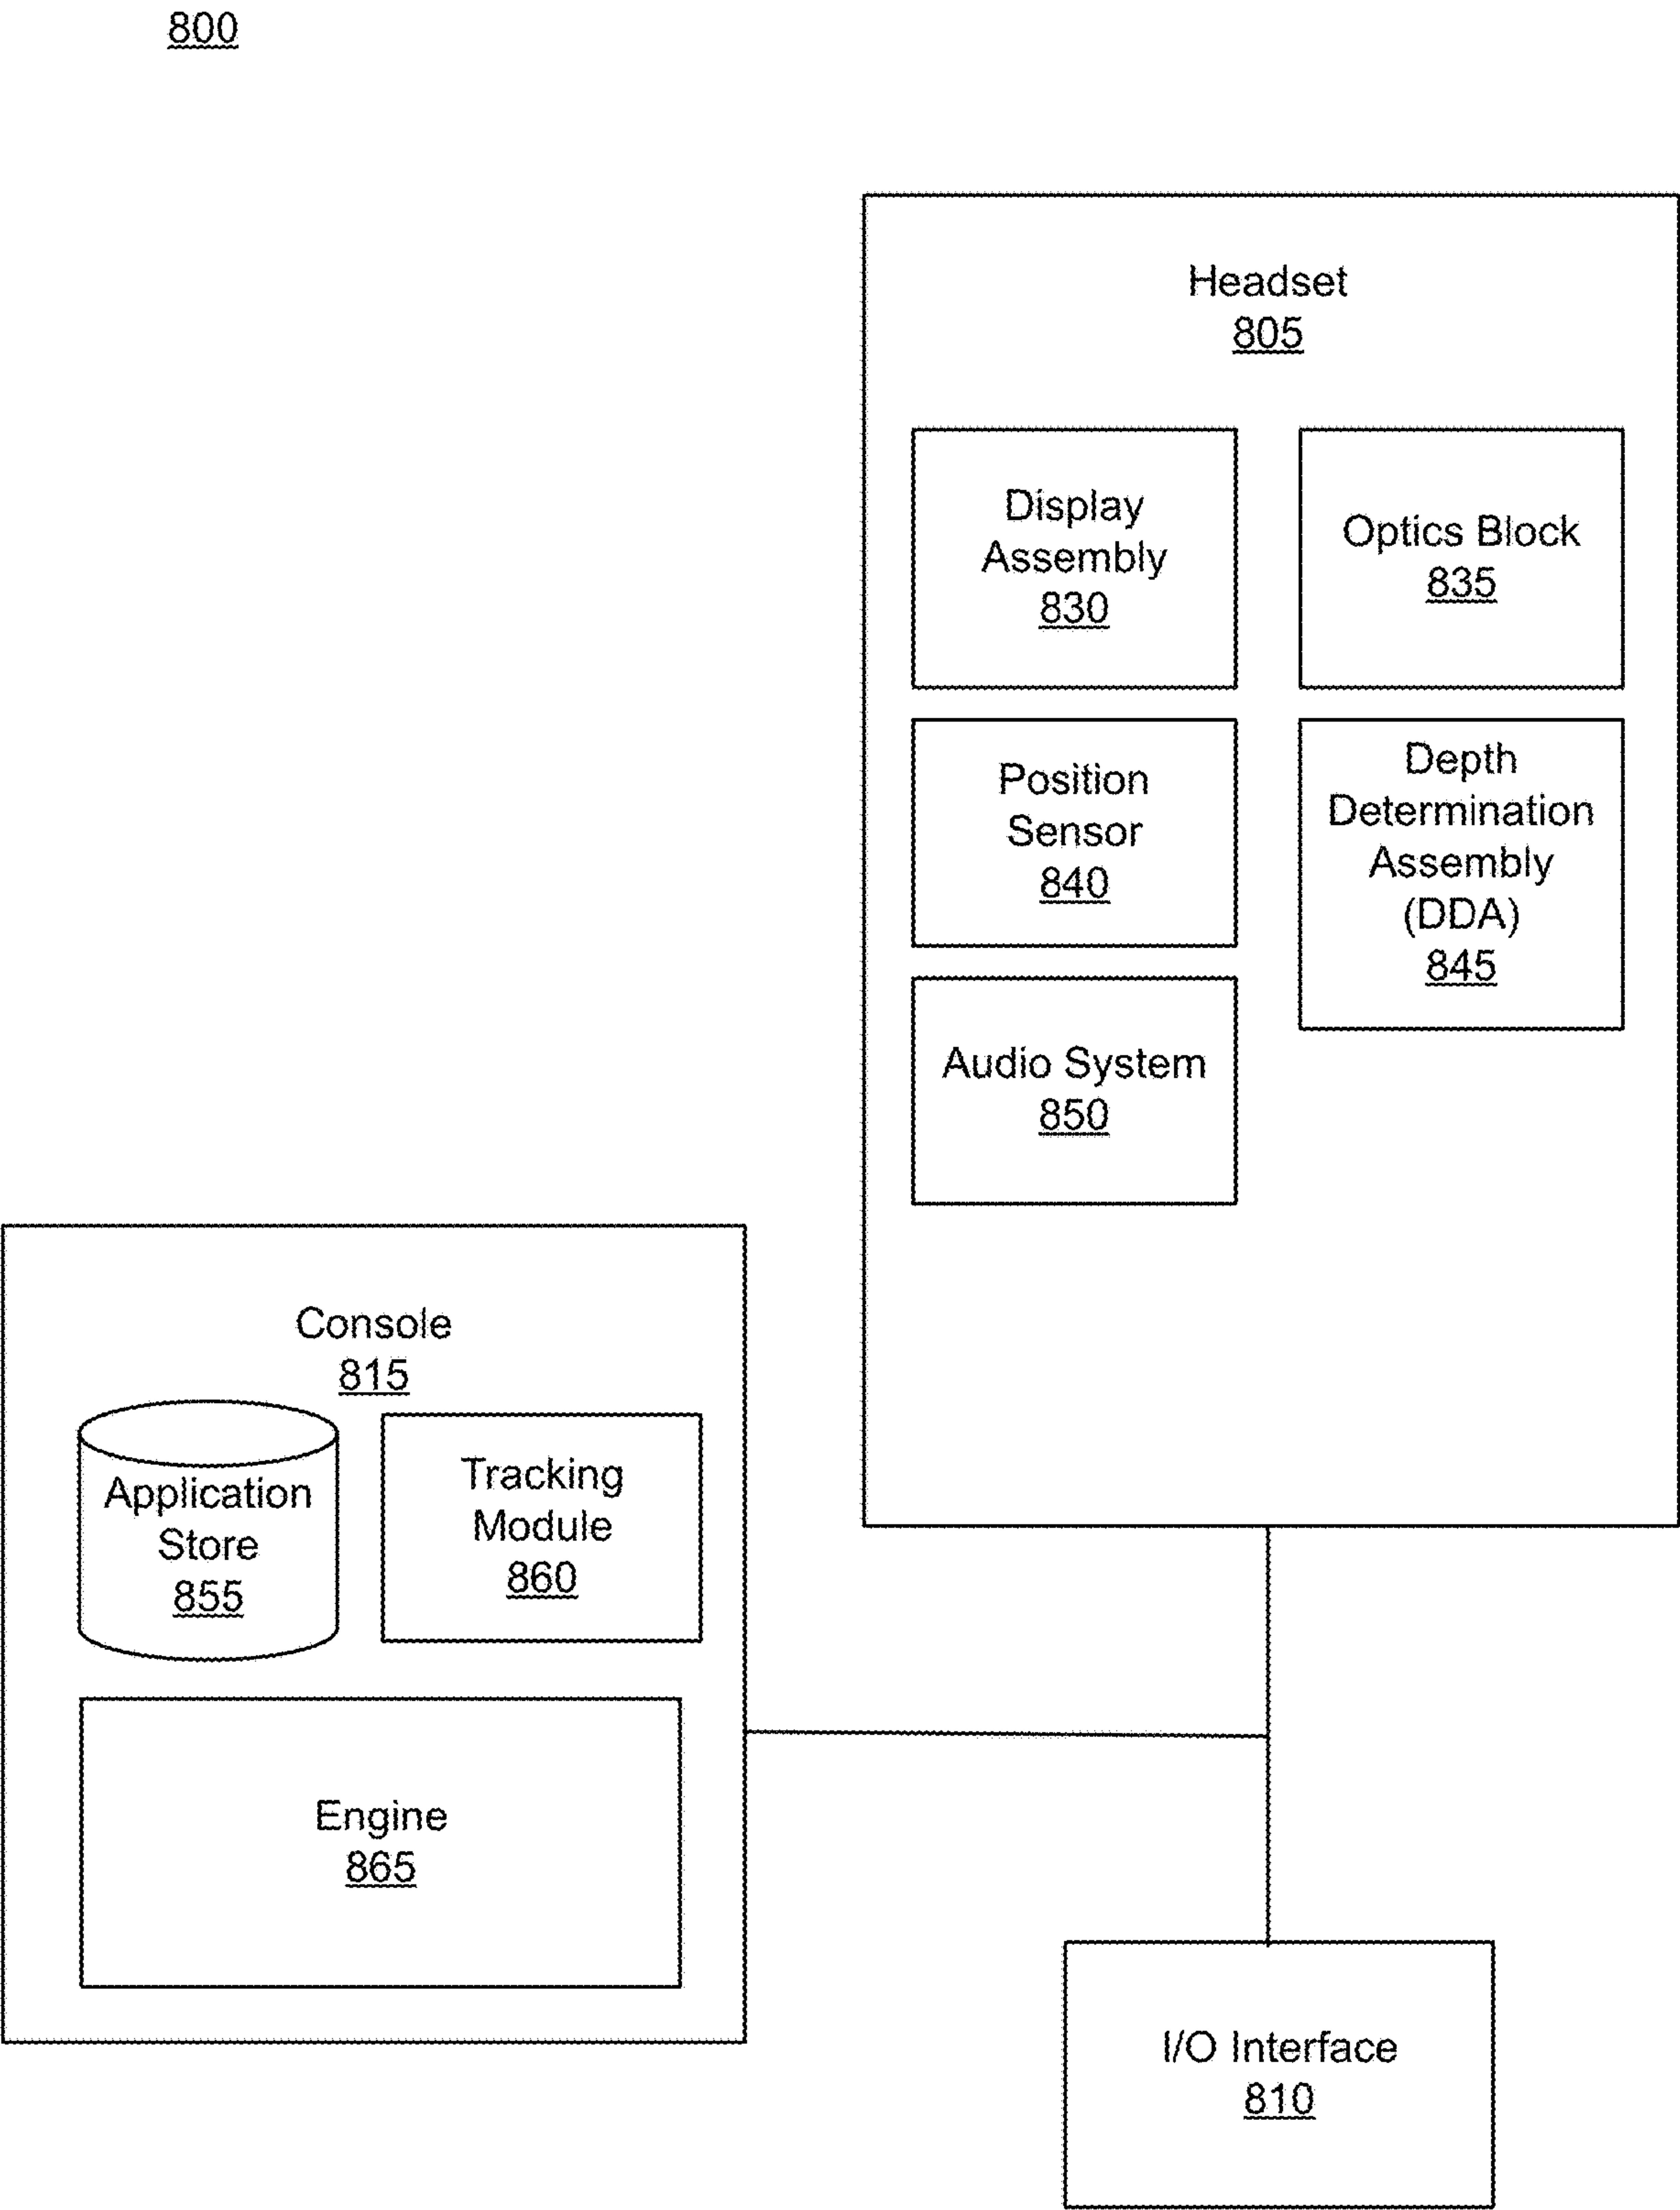 800
Headset
805
Display
Assembly
830
Optics Block
835
Position
Sensor
840
Depth
Determination
Assembly
(DDA)
845
Audio System
850
Console
815
Application
Store
855
Tracking
Module
860
Engine
865
I/O Interface
810